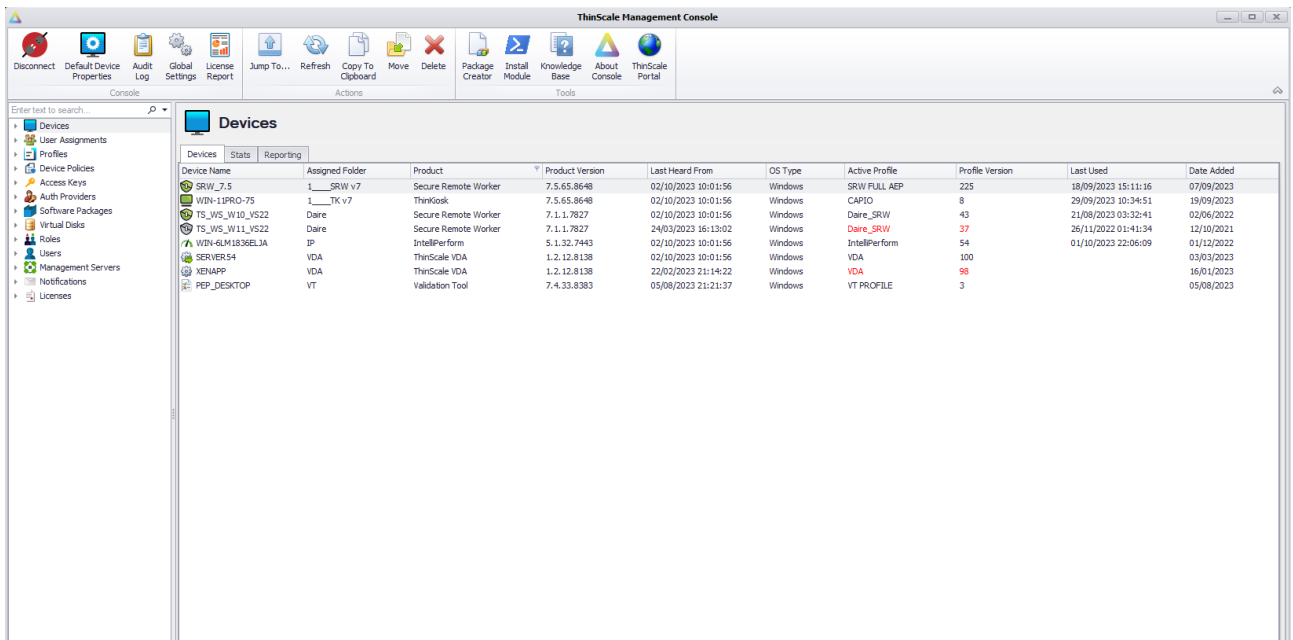 ThinScale Management Console
Disconnect Default Device Properties Audit Log Global Settings License Report Jump To... Refresh Copy To Clipboard Move Delete Package Creator Install Module Knowledge Base About Console ThinScale Portal
Console Actions Tools
Enter text to search...
Devices
User Assignments
Profiles
Device Policies
Access Keys
Auth Providers
Software Packages
Virtual Disks
Roles
Users
Management Servers
Notifications
Licenses
Devices
Devices Stats Reporting
Device Name Assigned Folder Product Product Version Last Heard From OS Type Active Profile Profile Version Last Used Date Added
SRW_7.5 1___SRW v7 Secure Remote Worker 7.5.65.8648 02/10/2023 10:01:56 Windows SRW FULL AEP 225 18/09/2023 15:11:16 07/09/2023
WIN-11PRO-75 1___TK v7 ThinKiosk 7.5.65.8648 02/10/2023 10:01:56 Windows CAPIO 8 29/09/2023 10:34:51 19/09/2023
TS_WS_W10_VS22 Daire Secure Remote Worker 7.1.1.7827 02/10/2023 10:01:56 Windows Daire_SRW 43 21/08/2023 03:32:41 02/06/2022
TS_WS_W11_VS22 Daire Secure Remote Worker 7.1.1.7827 24/03/2023 16:13:02 Windows Daire_SRW 37 26/11/2022 01:41:34 12/10/2021
WIN-6LM1836ELJA IP IntelliPerform 5.1.32.7443 02/10/2023 10:01:56 Windows IntelliPerform 54 01/10/2023 22:06:09 01/12/2022
SERVER54 VDA ThinScale VDA 1.2.12.8138 02/10/2023 10:01:56 Windows VDA 100 03/03/2023
XENAPP VDA ThinScale VDA 1.2.12.8138 22/02/2023 21:14:22 Windows VDA 98 16/01/2023
PEP_DESKTOP VT Validation Tool 7.4.33.8383 05/08/2023 21:21:37 Windows VT PROFILE 3 05/08/2023